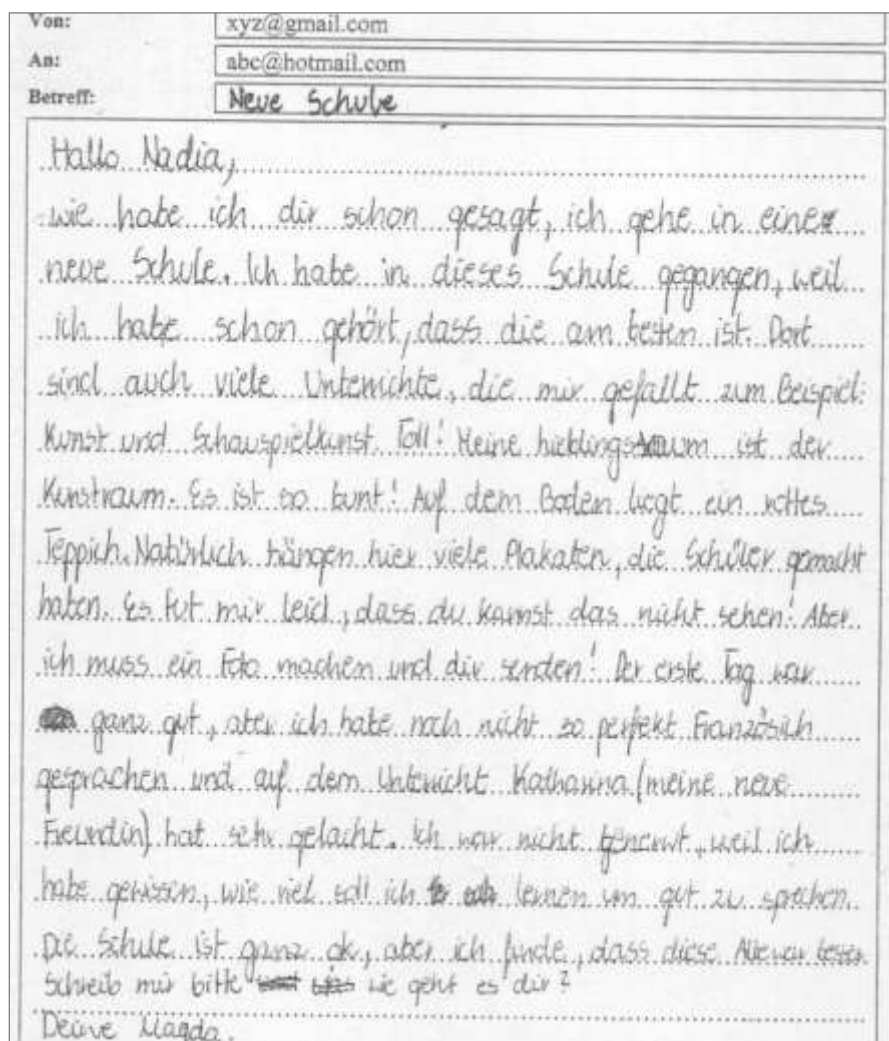 Von: xyz@gmail.com
An: abc@hotmail.com
Betreff: Neue Schule
Hallo Nadia,
wie habe ich dir schon gesagt, ich gehe in eine
neue Schule. Ich habe in dieses Schule gegangen, weil
ich habe schon gehört, dass die am besten ist. Dort
sind auch viele Unterrichte, die mir gefallt zum Beispiel:
Kunst und Schauspielkunst. Toll! Meine Lieblingsraum ist der
Kunstraum. Es ist so bunt! Auf dem Boden liegt ein rottes
Teppich. Natürlich hängen hier viele Plakaten, die Schüler gemacht
haben. Es tut mir leid, dass du kannst das nicht sehen! Aber
ich muss ein Foto machen und dir senden! Der erste Tag war
ganz gut, aber ich habe noch nicht so perfekt Französich
gesprachen und auf dem Unterricht Katharina (meine neue
Freundin) hat sehr gelacht. Ich war nicht genervt, weil ich
habe gewissen, wie viel soll ich lernen um gut zu sprechen.
Die Schule ist ganz ok, aber ich finde, dass diese Alte war besser
Schreib mir bitte wie geht es dir?
Deine Magda.